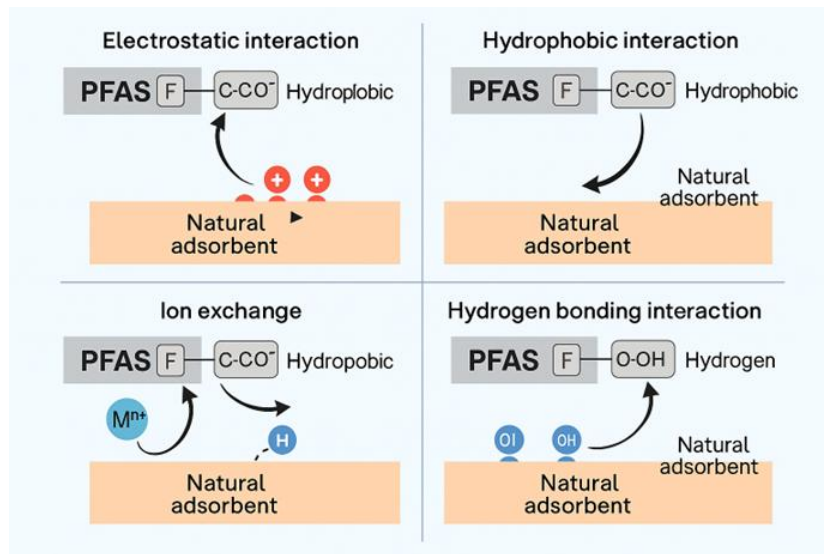 Electrostatic interaction
PFAS F C-CO⁻ Hydroplobic
+ +
Natural
adsorbent
Hydrophobic interaction
PFAS F C-CO⁻ Hydrophobic
Natural
adsorbent
Natural
adsorbent
Ion exchange
PFAS F C-CO⁻ Hydropobic
Mⁿ⁺
H
Natural
adsorbent
Hydrogen bonding interaction
PFAS F O-OH Hydrogen
OI OH
Natural
adsorbent
Natural
adsorbent